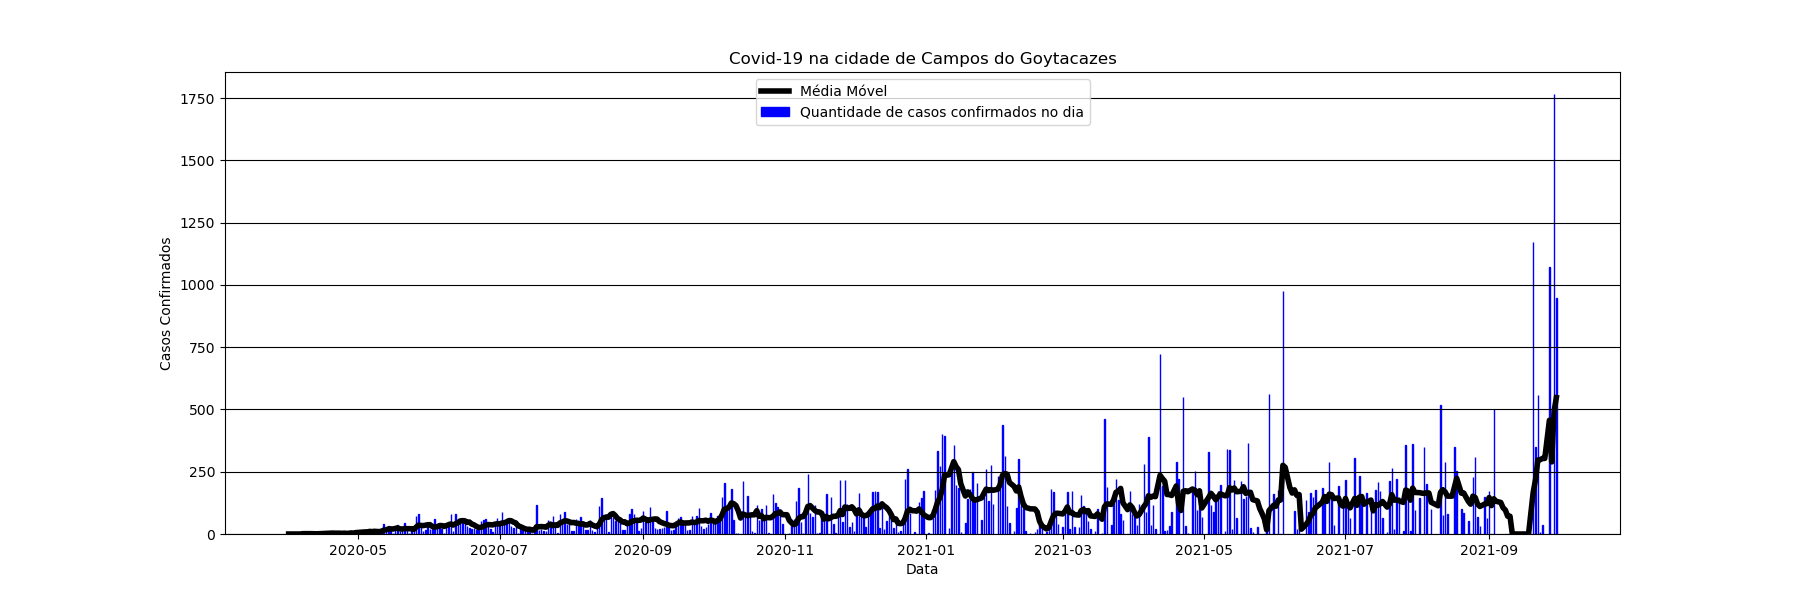 Covid-19 na cidade de Campos do Goytacazes
Média Móvel
Quantidade de casos confirmados no dia
Casos Confirmados
1750
1500
1250
1000
750
500
250
0
2020-05 2020-07 2020-09 2020-11 2021-01 2021-03 2021-05 2021-07 2021-09
Data